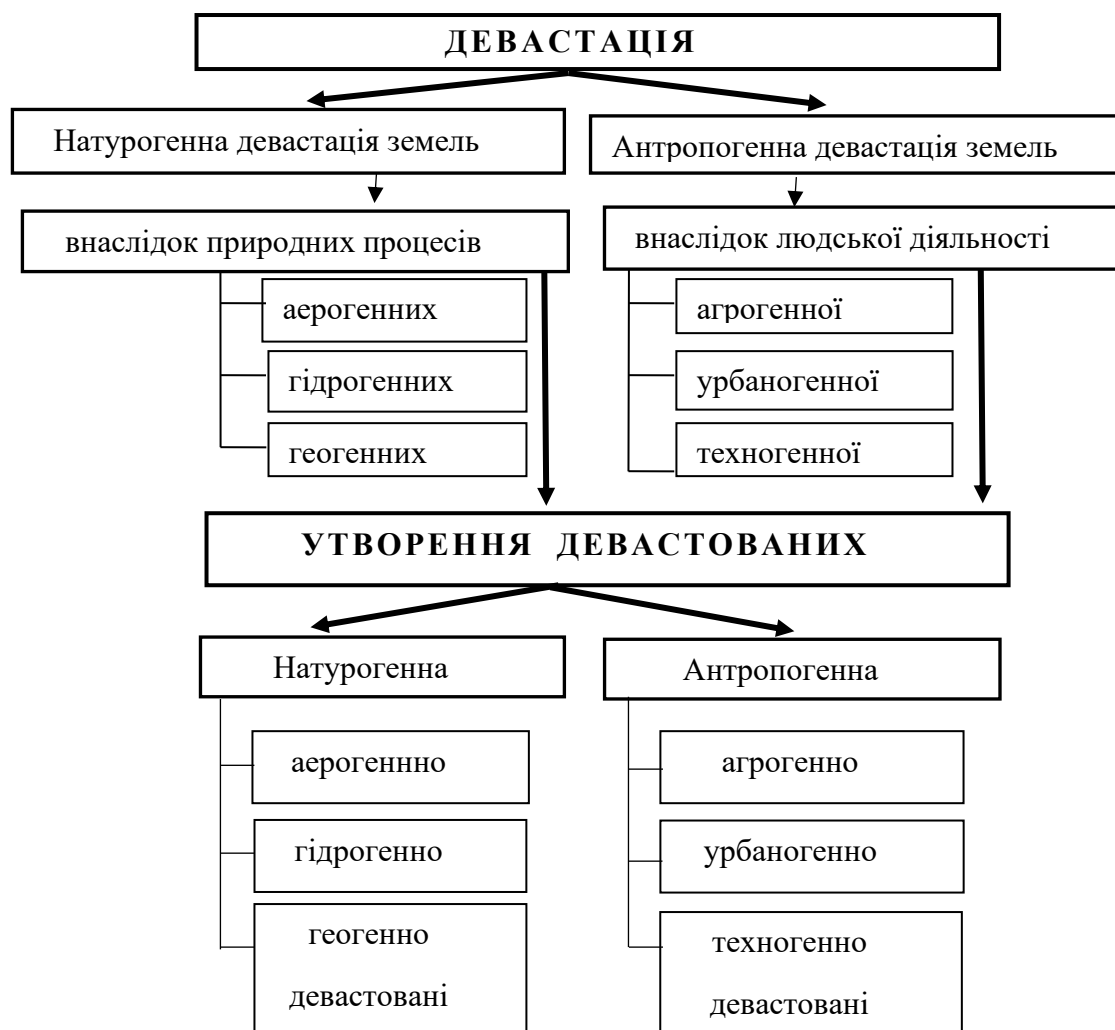 ДЕВАСТАЦІЯ
Натурогенна девастація земель
Антропогенна девастація земель
внаслідок природних процесів
внаслідок людської діяльності
аерогенних
агрогенної
гідрогенних
урбаногенної
геогенних
техногенної
УТВОРЕННЯ ДЕВАСТОВАНИХ
Натурогенна
Антропогенна
аерогеннно
агрогенно
гідрогенно
урбаногенно
геогенно
девастовані
техногенно
девастовані